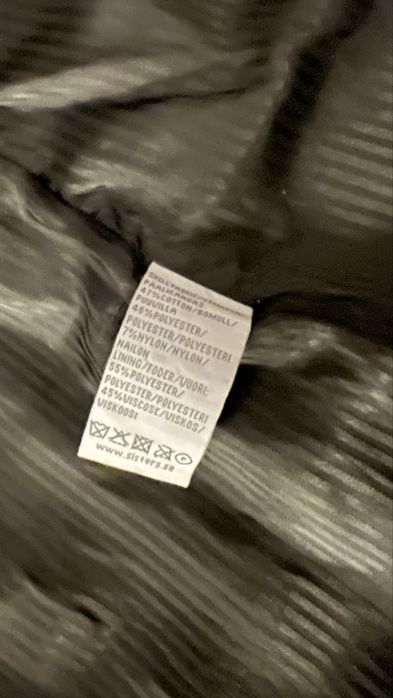 PÄÄLIKANGAS
47%COTTON/BOMULL/
PUUVILLA
46%POLYESTER/
POLYESTER/POLYESTERI
7%NYLON/NYLON/
NAILON
LINING/FODER/VUORI:
55%POLYESTER/
POLYESTER/POLYESTERI
45%VISCOSE/VISKOS/
VISKOOSI
P
www.sisters.se